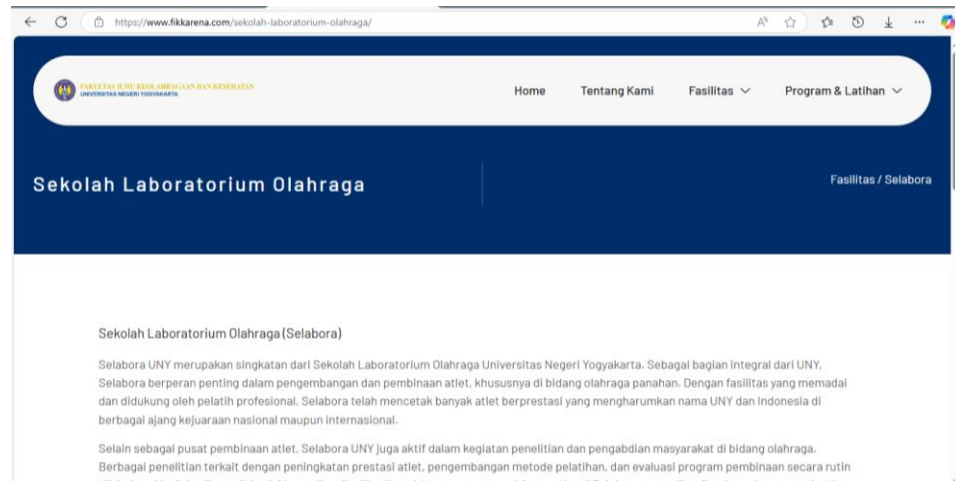 https://www.fikkarena.com/sekolah-laboratorium-olahraga/
FAKULTAS ILMU KEOLAHRAGAAN DAN KESEHATAN
UNIVERSITAS NEGERI YOGYAKARTA
Home Tentang Kami Fasilitas Program & Latihan
Sekolah Laboratorium Olahraga
Fasilitas / Selabora
Sekolah Laboratorium Olahraga (Selabora)
Selabora UNY merupakan singkatan dari Sekolah Laboratorium Olahraga Universitas Negeri Yogyakarta. Sebagai bagian integral dari UNY,
Selabora berperan penting dalam pengembangan dan pembinaan atlet, khususnya di bidang olahraga panahan. Dengan fasilitas yang memadai
dan didukung oleh pelatih profesional, Selabora telah mencetak banyak atlet berprestasi yang mengharumkan nama UNY dan Indonesia di
berbagai ajang kejuaraan nasional maupun internasional.
Selain sebagai pusat pembinaan atlet, Selabora UNY juga aktif dalam kegiatan penelitian dan pengabdian masyarakat di bidang olahraga.
Berbagai penelitian terkait dengan peningkatan prestasi atlet, pengembangan metode pelatihan, dan evaluasi program pembinaan secara rutin